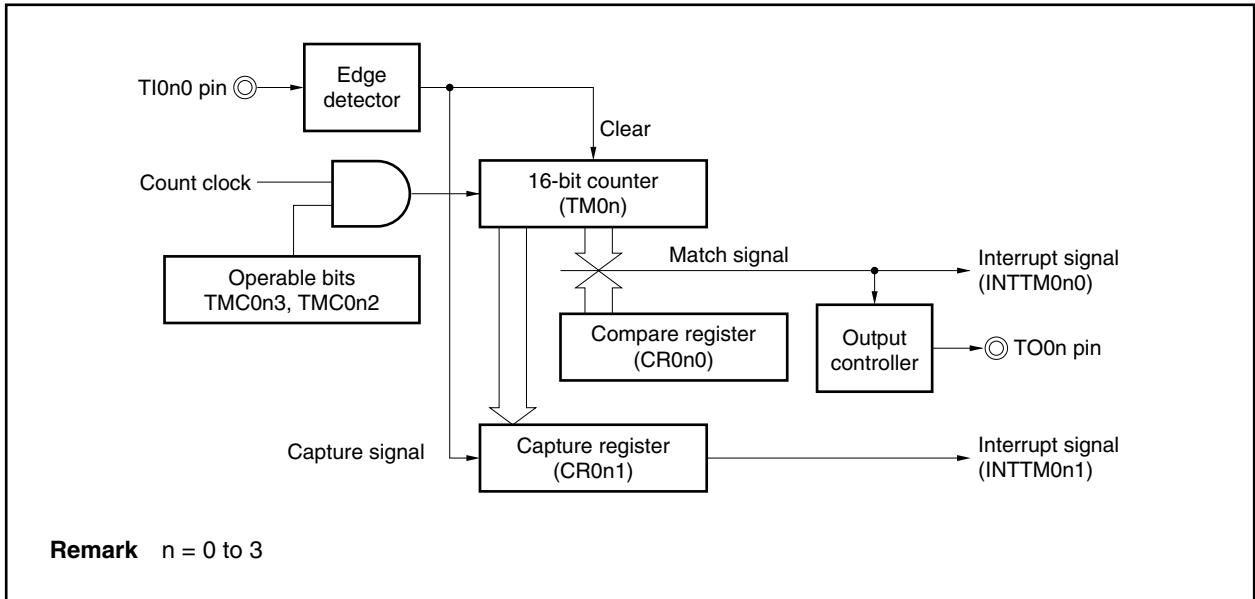 TI0n0 pin
Edge
detector
Clear
Count clock
16-bit counter
(TM0n)
Operable bits
TMC0n3, TMC0n2
Match signal
Interrupt signal
(INTTM0n0)
Compare register
(CR0n0)
Output
controller
TO0n pin
Capture signal
Capture register
(CR0n1)
Interrupt signal
(INTTM0n1)
Remark n = 0 to 3